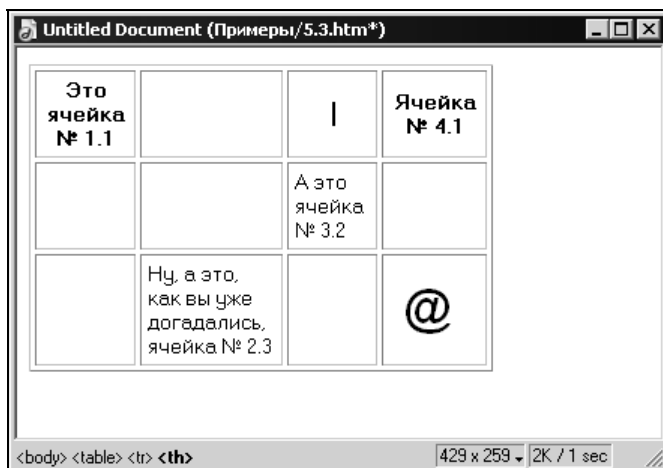 Untitled Document (Примеры/5.3.htm*)
Это
ячейка
№ 1.1
Ячейка
№ 4.1
А это
ячейка
№ 3.2
Ну, а это,
как вы уже
догадались,
ячейка № 2.3
@
<body> <table> <tr> <th>
429 x 259 2K / 1 sec